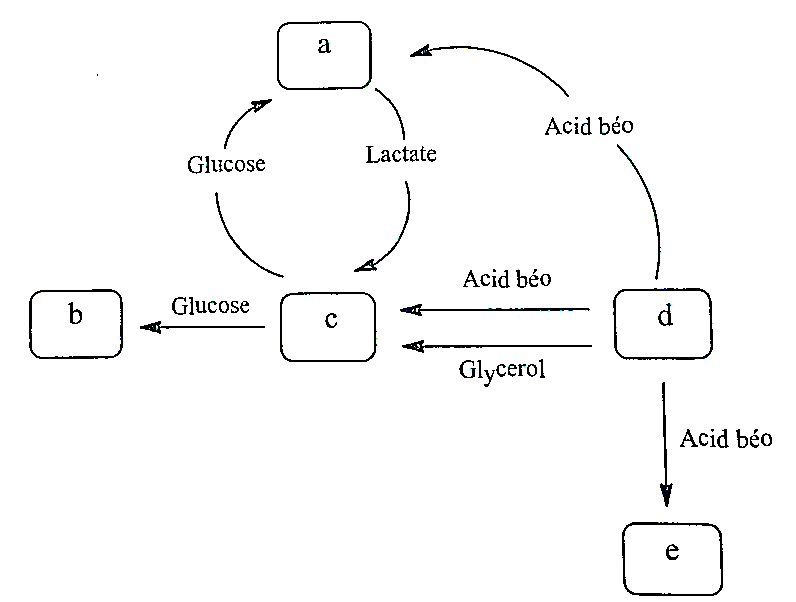 a
Acid béo
Glucose
Lactate
Acid béo
Glucose
b
c
d
Glycerol
Acid béo
e